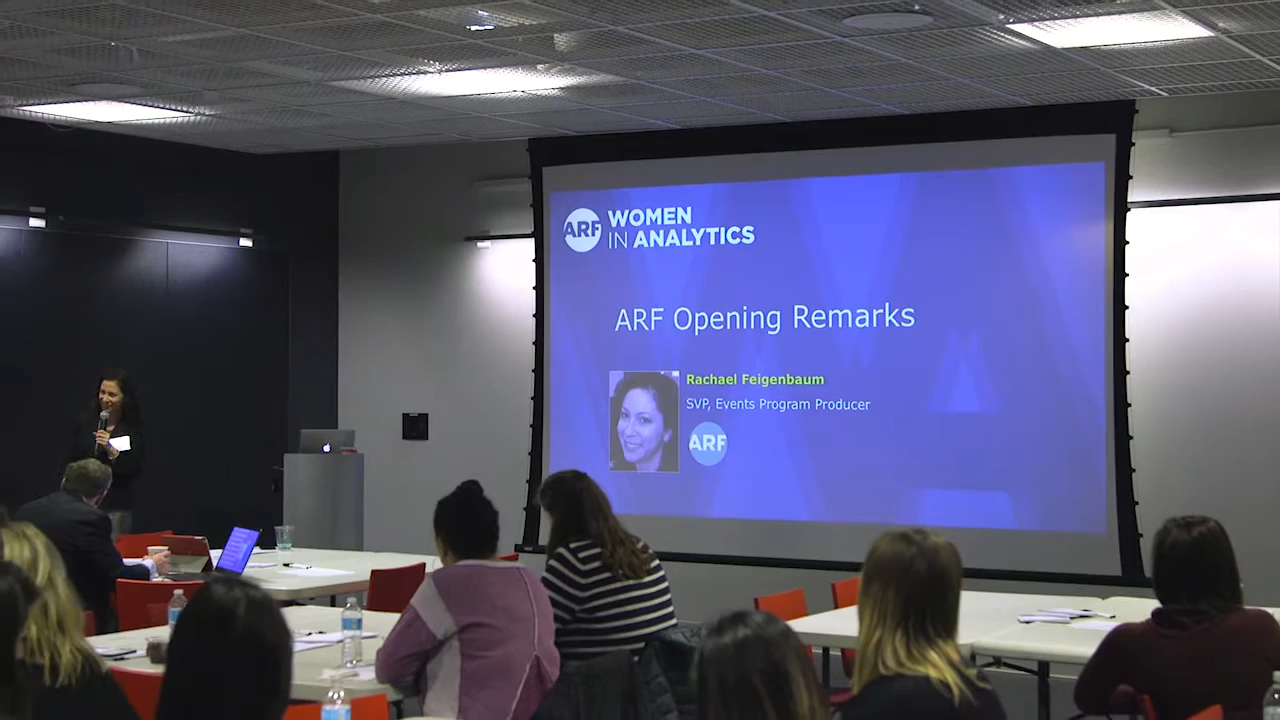 ARF
WOMEN
IN ANALYTICS
ARF Opening Remarks
Rachael Feigenbaum
SVP, Events Program Producer
ARF